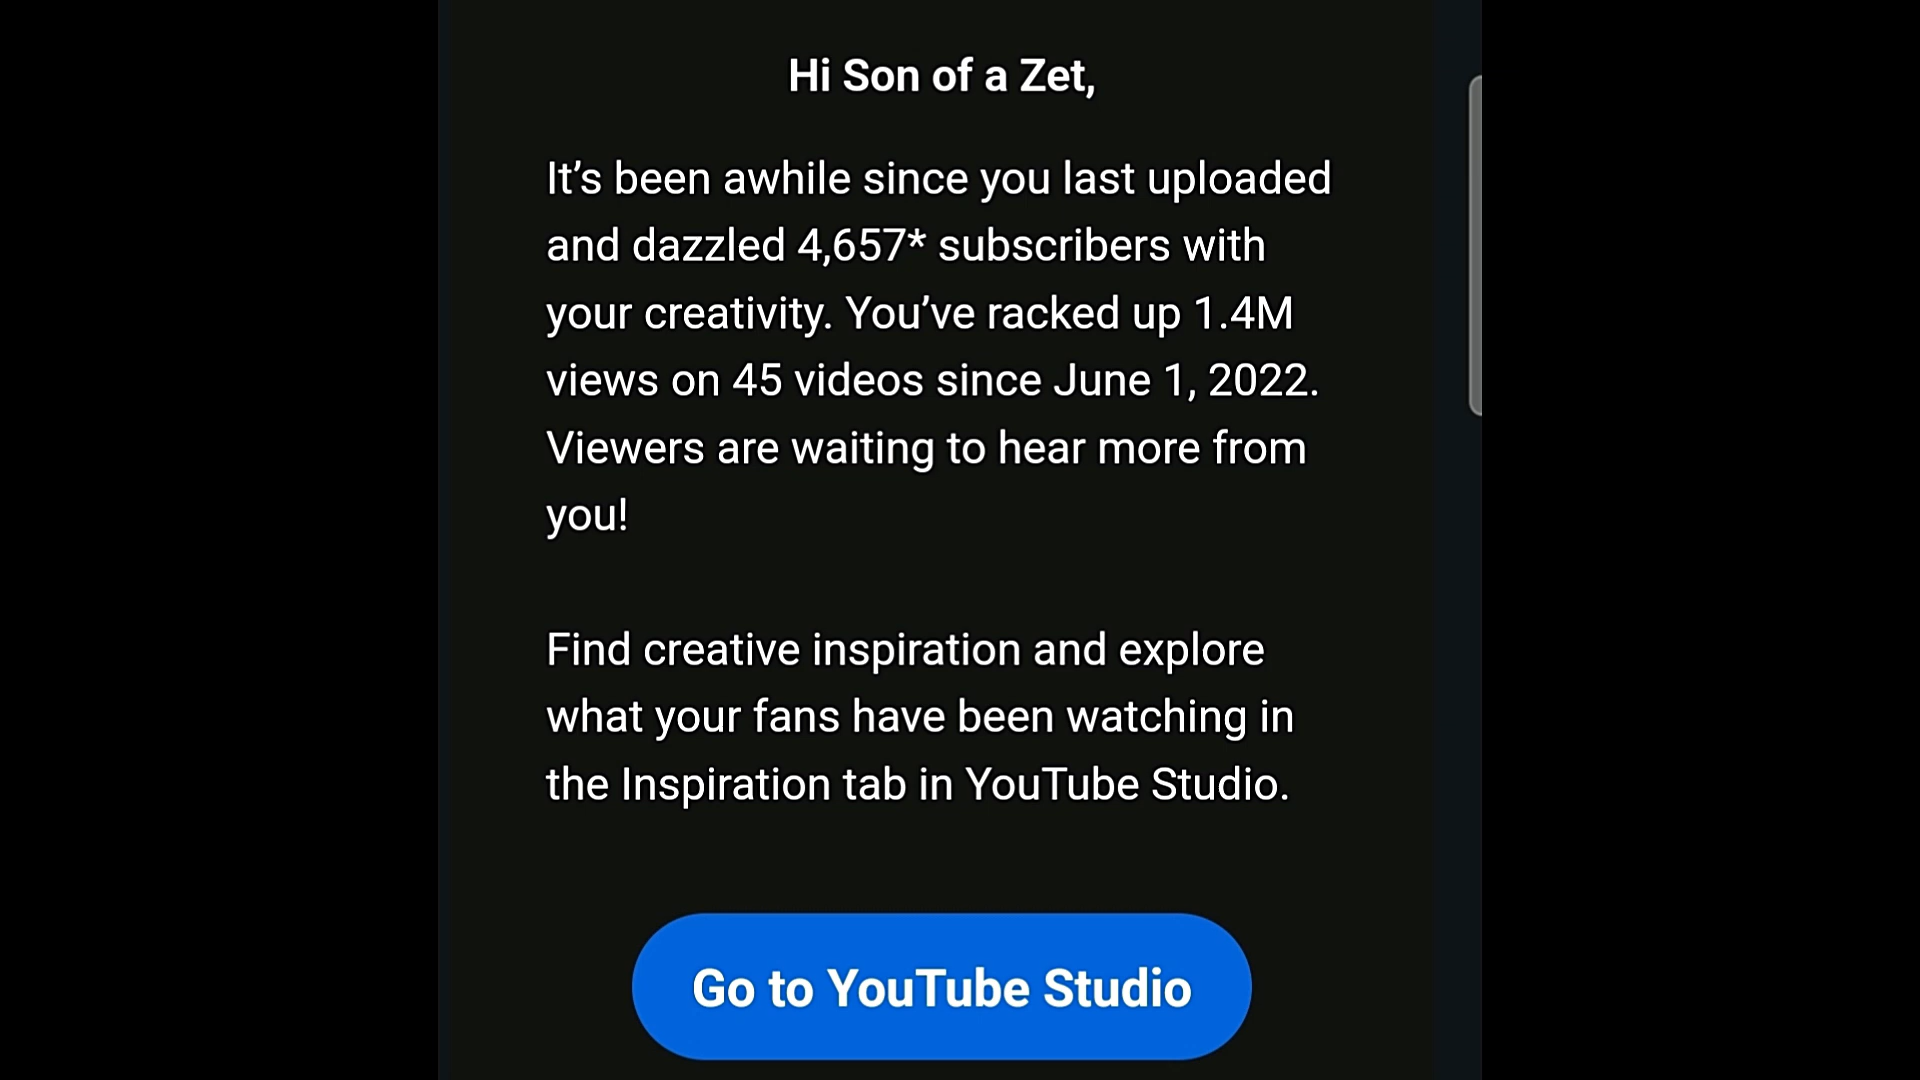 Hi Son of a Zet,
It’s been awhile since you last uploaded
and dazzled 4,657* subscribers with
your creativity. You’ve racked up 1.4M
views on 45 videos since June 1, 2022.
Viewers are waiting to hear more from
you!
Find creative inspiration and explore
what your fans have been watching in
the Inspiration tab in YouTube Studio.
Go to YouTube Studio